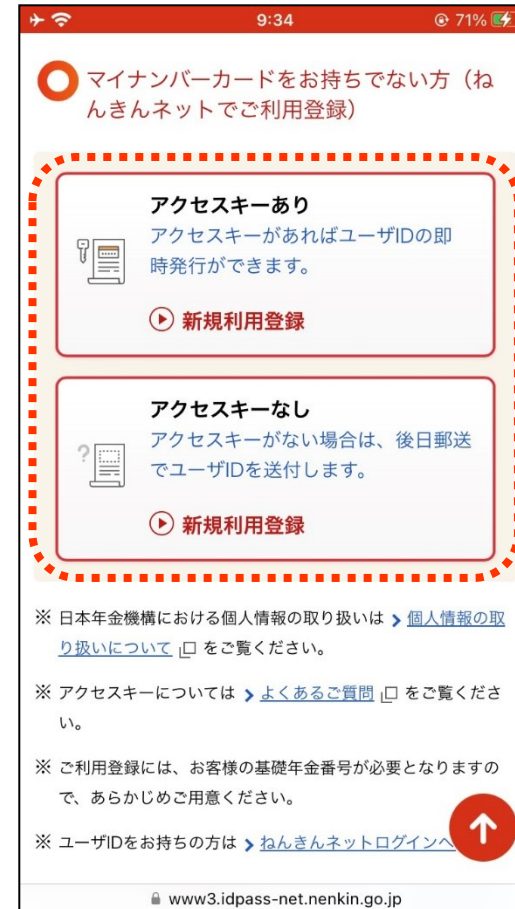 9:34
71%
マイナンバーカードをお持ちでない方（ね
んきんネットでご利用登録）
アクセスキーあり
アクセスキーがあればユーザIDの即
時発行ができます。
新規利用登録
アクセスキーなし
?
アクセスキーがない場合は、後日郵送
でユーザIDを送付します。
新規利用登録
※ 日本年金機構における個人情報の取り扱いは 個人情報の取
り扱いについて をご覧ください。
※ アクセスキーについては よくあるご質問 をご覧くださ
い。
※ ご利用登録には、お客様の基礎年金番号が必要となりますの
で、あらかじめご用意ください。
※ ユーザIDをお持ちの方は ねんきんネットログインへ
www3.idpass-net.nenkin.go.jp